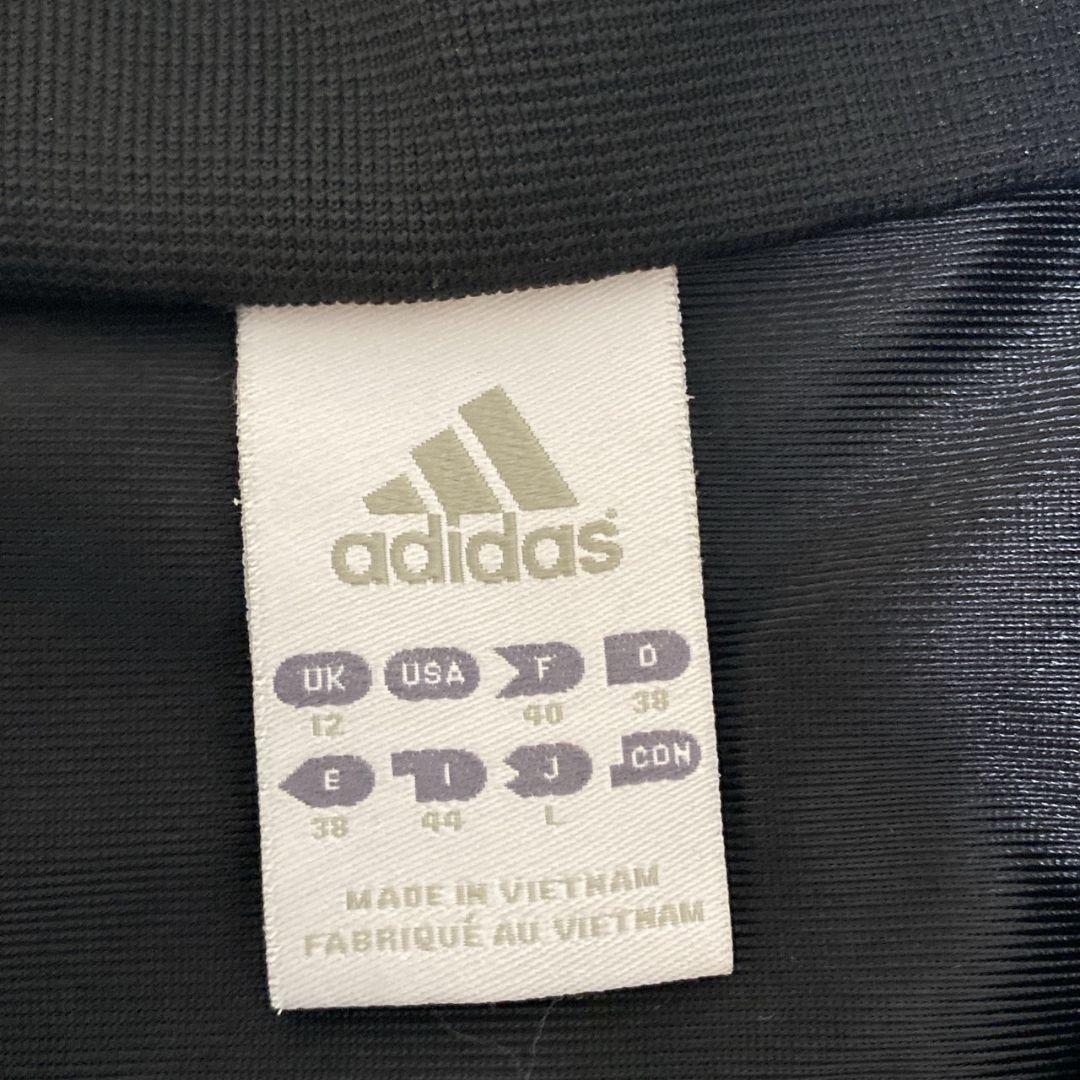 adidas
UK USA F D
12 40 38
E I J CDN
38 44 L
MADE IN VIETNAM
FABRIQUÉ AU VIETNAM